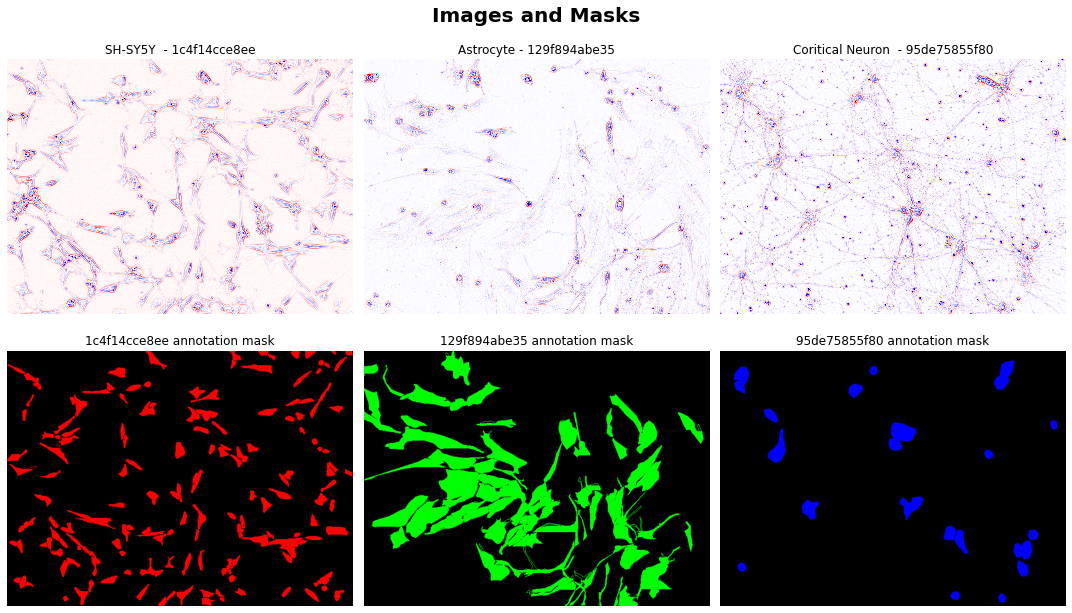 Images and Masks
SH-SY5Y  - 1c4f14cce8ee
Astrocyte - 129f894abe35
Coritical Neuron  - 95de75855f80
1c4f14cce8ee annotation mask
129f894abe35 annotation mask
95de75855f80 annotation mask